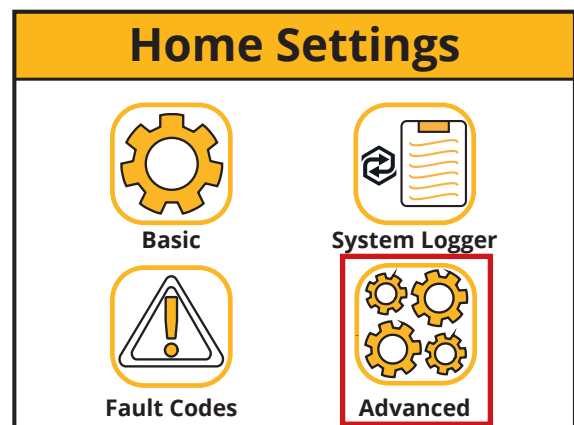 Home Settings
Basic
System Logger
Fault Codes
Advanced